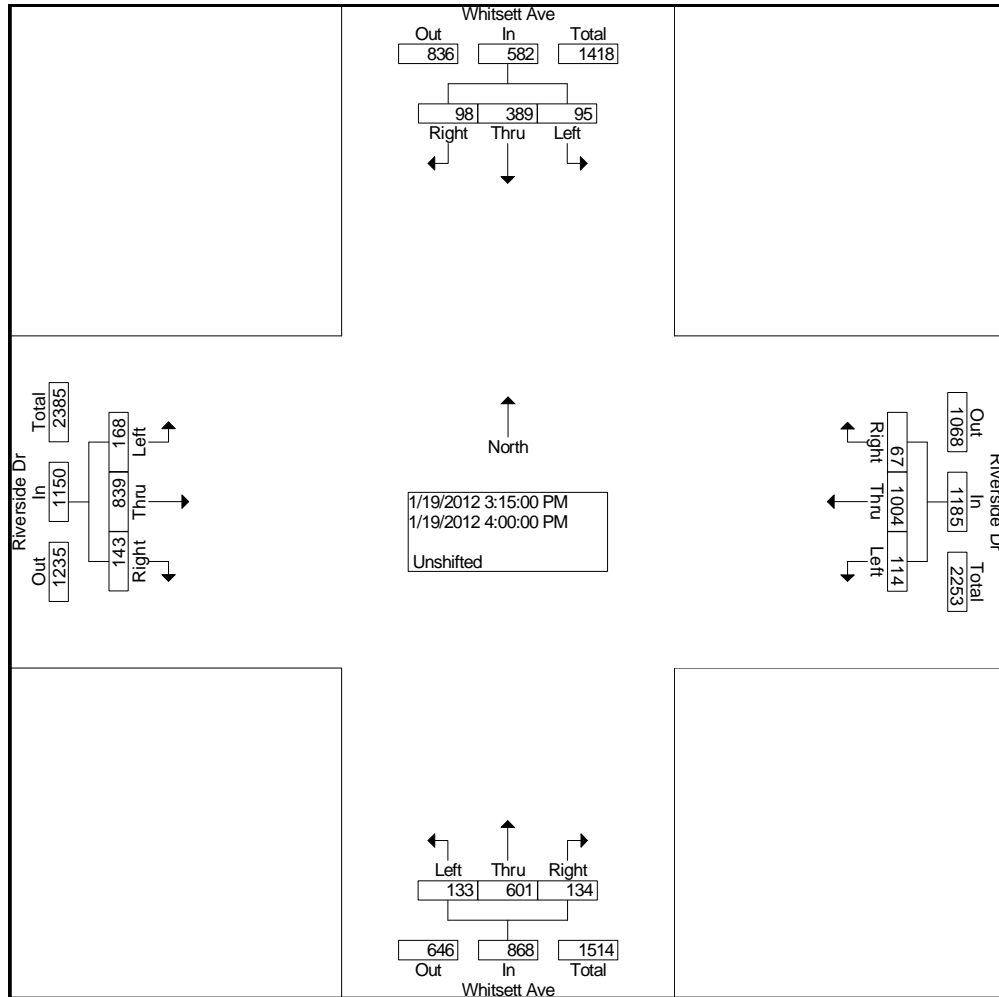 Whitsett Ave
Out In Total
836 582 1418
98 389 95
Right Thru Left
Riverside Dr
Total In Out
2385 1150 1235
168 839 143
Left Thru Right
North
1/19/2012 3:15:00 PM
1/19/2012 4:00:00 PM
Unshifted
Right Thru Left
67 1004 114
1068 1185 2253
Out In Total
Riverside Dr
Left Thru Right
133 601 134
646 868 1514
Out In Total
Whitsett Ave